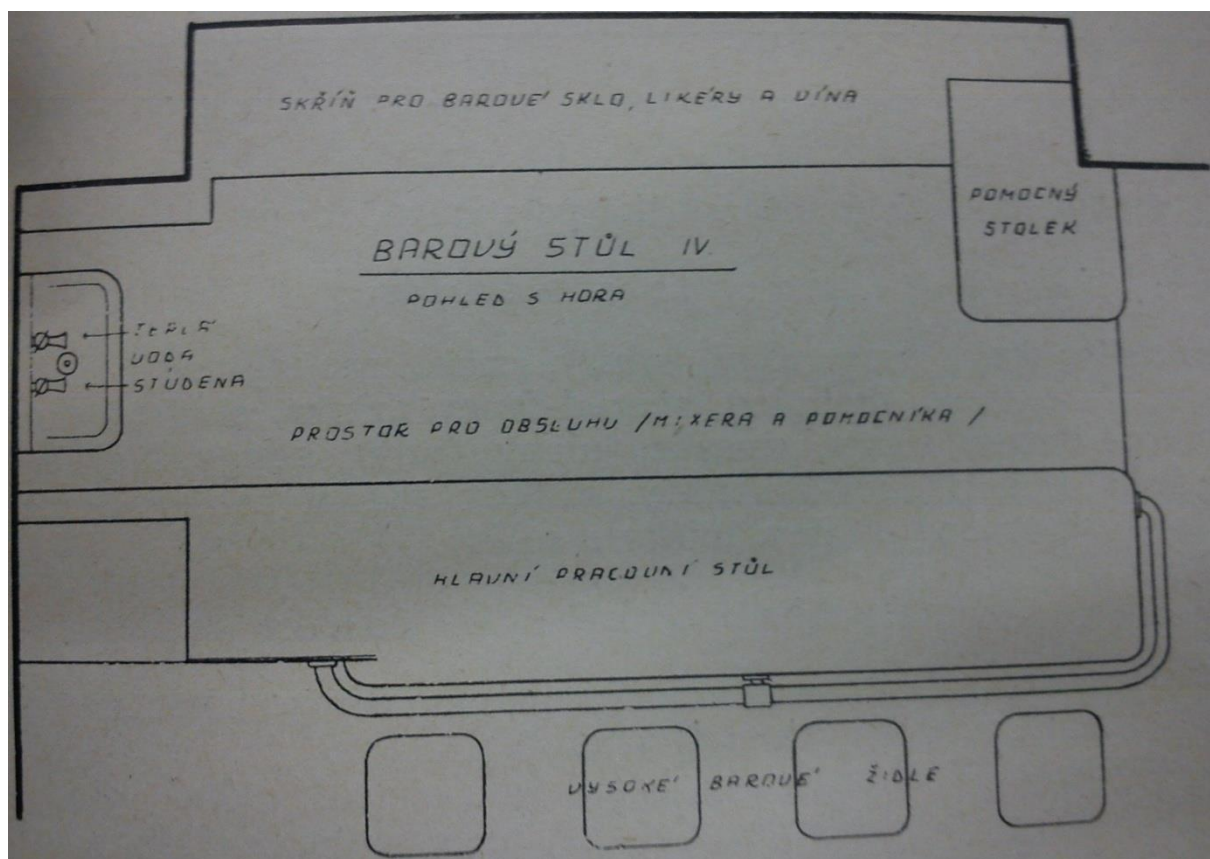 SKŘÍŇ PRO BAROVÉ SKLO, LIKÉRY A VÍNA
POMOCNÝ
STOLEK
BAROVÝ STŮL IV.
POHLED S HORA
TEPLÁ
VODA
STUDENÁ
PROSTOR PRO OBSLUHU /MIXERA A POMOCNÍKA/
HLAVNÍ PRACOVNÍ STŮL
VYSOKÉ BAROVÉ ŽIDLE